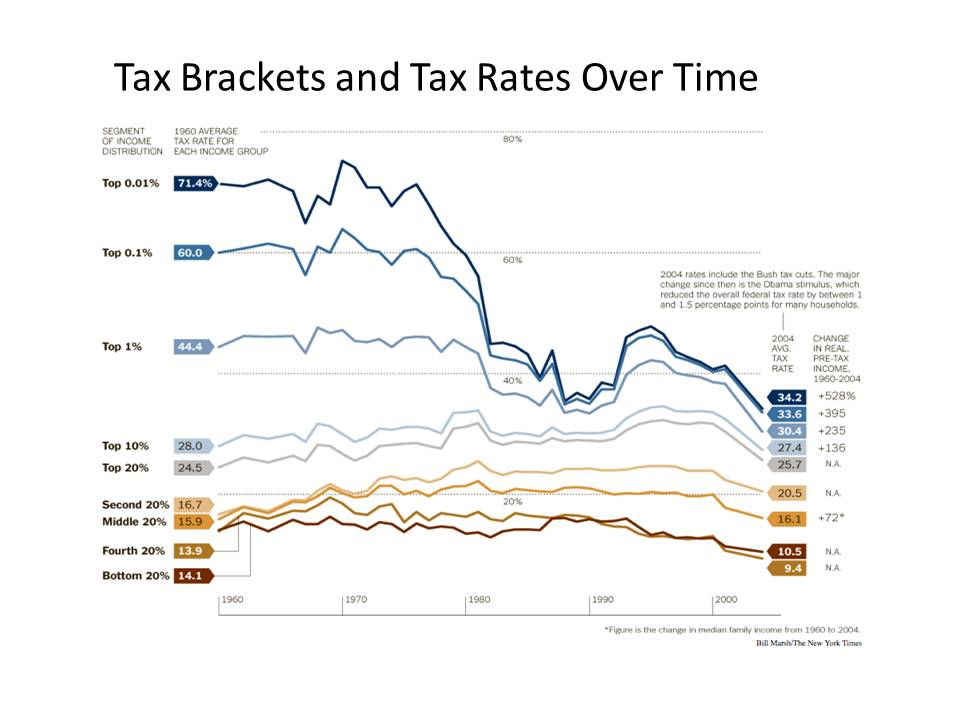 Tax Brackets and Tax Rates Over Time
SEGMENT
OF INCOME
DISTRIBUTION
1960 AVERAGE
TAX RATE FOR
EACH INCOME GROUP
80%
Top 0.01% 71.4%
Top 0.1% 60.0
60%
2004 rates include the Bush tax cuts. The major
change since then is the Obama stimulus, which
reduced the overall federal tax rate by between 1
and 1.5 percentage points for many households.
Top 1% 44.4
2004
AVG.
TAX
RATE
CHANGE
IN REAL,
PRE-TAX
INCOME,
1960-2004
40%
34.2 +528%
33.6 +395
30.4 +235
Top 10% 28.0
27.4 +136
Top 20% 24.5
25.7 N.A.
20.5 N.A.
Second 20% 16.7
20%
Middle 20% 15.9
16.1 +72*
Fourth 20% 13.9
10.5 N.A.
9.4 N.A.
Bottom 20% 14.1
1960 1970 1980 1990 2000
*Figure is the change in median family income from 1960 to 2004.
Bill Marsh/The New York Times